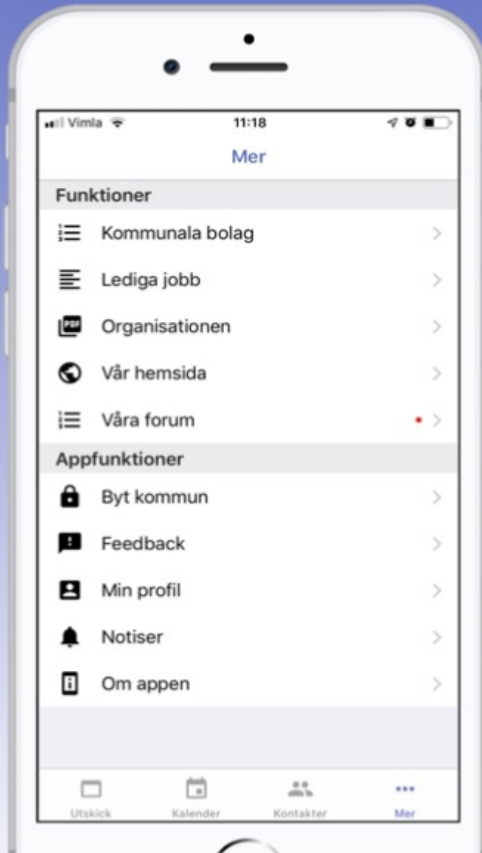 Vimla 11:18
Mer
Funktioner
Kommunala bolag
Lediga jobb
PDF Organisationen
Vår hemsida
Våra forum
Appfunktioner
Byt kommun
Feedback
Min profil
Notiser
Om appen
Utskick Kalender Kontakter Mer